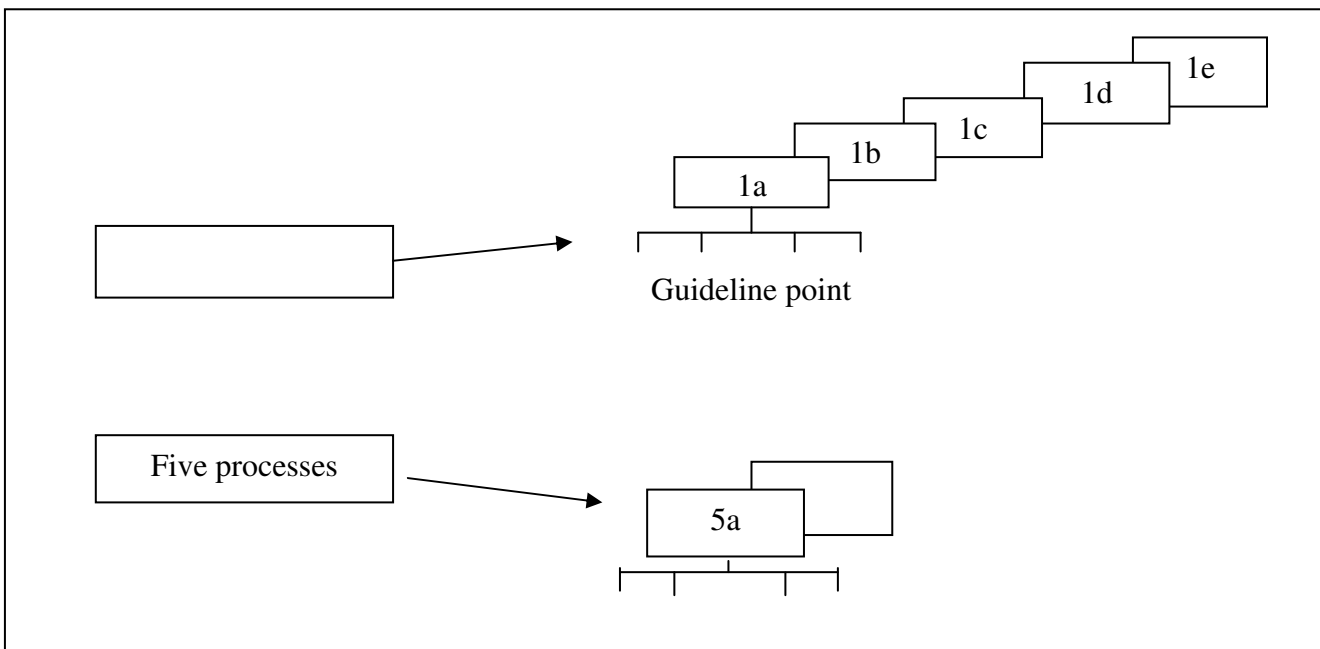 1e
1d
1c
1b
1a
Guideline point
Five processes
5a